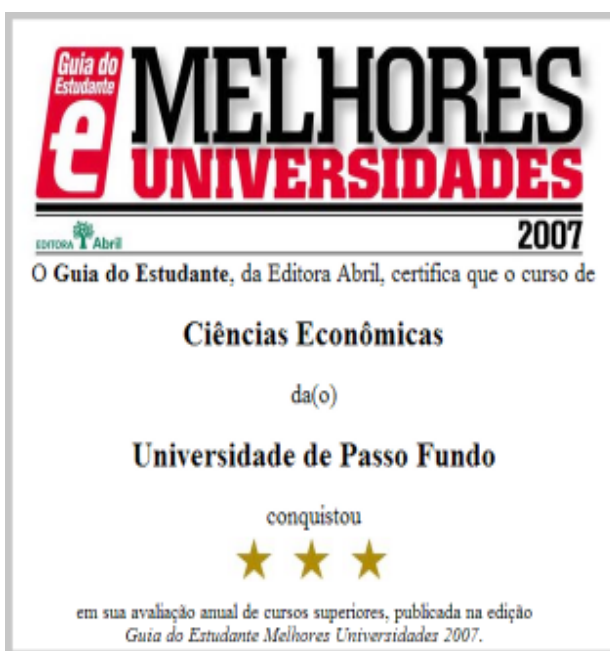 Guia do
Estudante
e
MELHORES
UNIVERSIDADES
EDITORA Abril
2007
O Guia do Estudante, da Editora Abril, certifica que o curso de
Ciências Econômicas
da(o)
Universidade de Passo Fundo
conquistou
em sua avaliação anual de cursos superiores, publicada na edição
Guia do Estudante Melhores Universidades 2007.